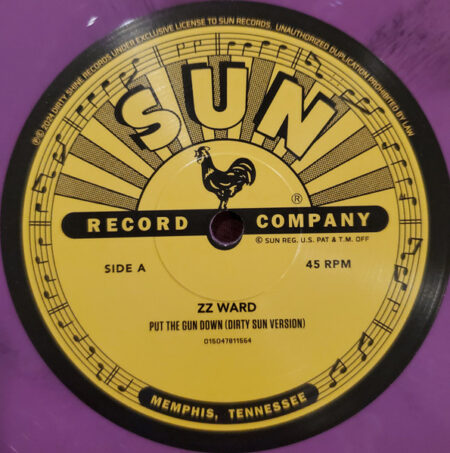 ℗© 2024 DIRTY SHINE RECORDS UNDER EXCLUSIVE LICENSE TO SUN RECORDS. UNAUTHORIZED DUPLICATION PROHIBITED BY LAW.
SUN
®
RECORD COMPANY
© SUN REG. U.S. PAT & T.M. OFF
SIDE A 45 RPM
ZZ WARD
PUT THE GUN DOWN (DIRTY SUN VERSION)
015047811564
MEMPHIS, TENNESSEE